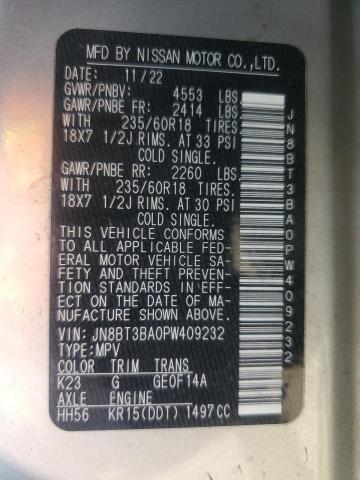 MFD BY NISSAN MOTOR CO.,LTD.
DATE: 11/22
GVWR/PNBV: 4553 LBS.
GAWR/PNBE FR: 2414 LBS.
WITH 235/60R18 TIRES.
18X7 1/2J RIMS. AT 33 PSI
COLD SINGLE.
GAWR/PNBE RR: 2260 LBS.
WITH 235/60R18 TIRES.
18X7 1/2J RIMS. AT 30 PSI
COLD SINGLE.
THIS VEHICLE CONFORMS
TO ALL APPLICABLE FED-
ERAL MOTOR VEHICLE SA-
FETY AND THEFT PREVENTION
STANDARDS IN EFFECT
ON THE DATE OF MA-
NUFACTURE SHOWN ABOVE.
VIN: JN8BT3BA0PW409232
TYPE:MPV
COLOR TRIM TRANS
K23 G GE0F14A
AXLE ENGINE
HH56 KR15(DDT) 1497CC
JN8BT3BA0PW409232